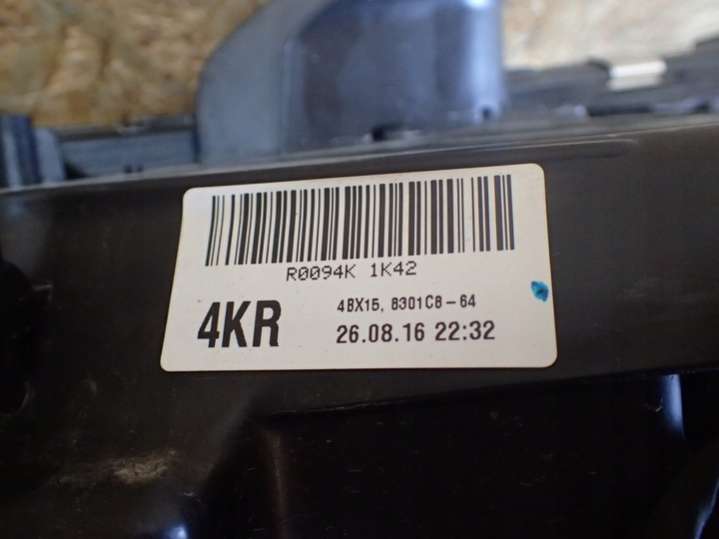 R0094K 1K42
4KR
4BX15, 8301C8-64
26.08.16 22:32